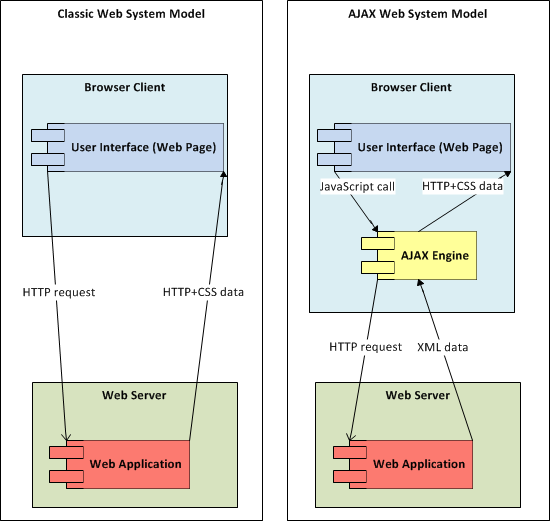 Classic Web System Model
Browser Client
User Interface (Web Page)
HTTP request
HTTP+CSS data
Web Server
Web Application
AJAX Web System Model
Browser Client
User Interface (Web Page)
JavaScript call
HTTP+CSS data
AJAX Engine
HTTP request
XML data
Web Server
Web Application